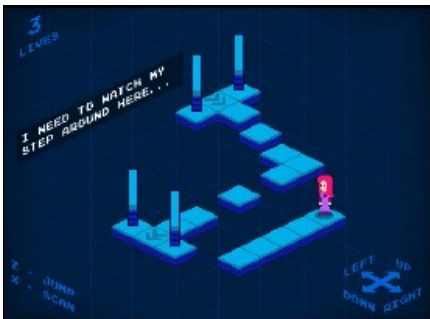 3
LIVES
I NEED TO WATCH MY
STEP AROUND HERE...
LEFT UP
DOWN RIGHT
Z - JUMP
X - SCAN